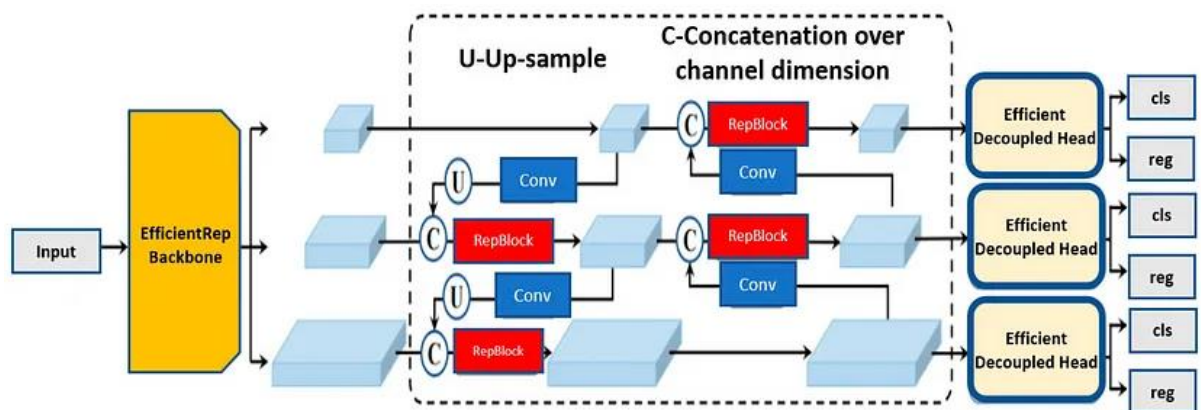 U-Up-sample
C-Concatenation over
channel dimension
Input
EfficientRep
Backbone
C
RepBlock
Conv
U
Conv
C
RepBlock
C
RepBlock
Conv
U
Conv
C
RepBlock
Efficient
Decoupled Head
cls
reg
Efficient
Decoupled Head
cls
reg
Efficient
Decoupled Head
cls
reg